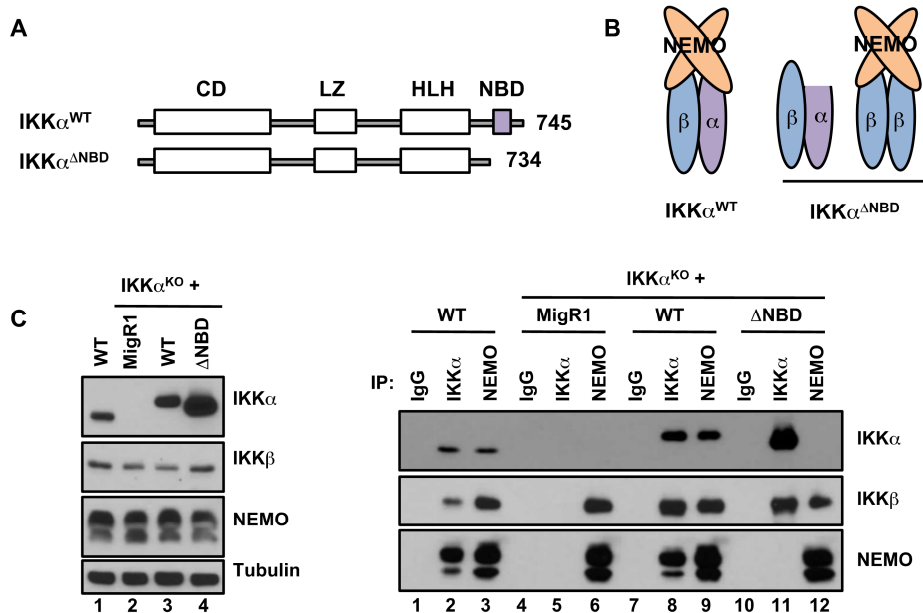 A
CD LZ HLH NBD
IKKα^WT 745
IKKα^ΔNBD 734
B
NEMO NEMO
β α β α β β
IKKα^WT IKKα^ΔNBD
C
IKKα^KO +
WT MigR1 WT ΔNBD
IKKα
IKKβ
NEMO
Tubulin
1 2 3 4
IKKα^KO +
WT MigR1 WT ΔNBD
IP: IgG IKKα NEMO IgG IKKα NEMO IgG IKKα NEMO IgG IKKα NEMO
IKKα
IKKβ
NEMO
1 2 3 4 5 6 7 8 9 10 11 12